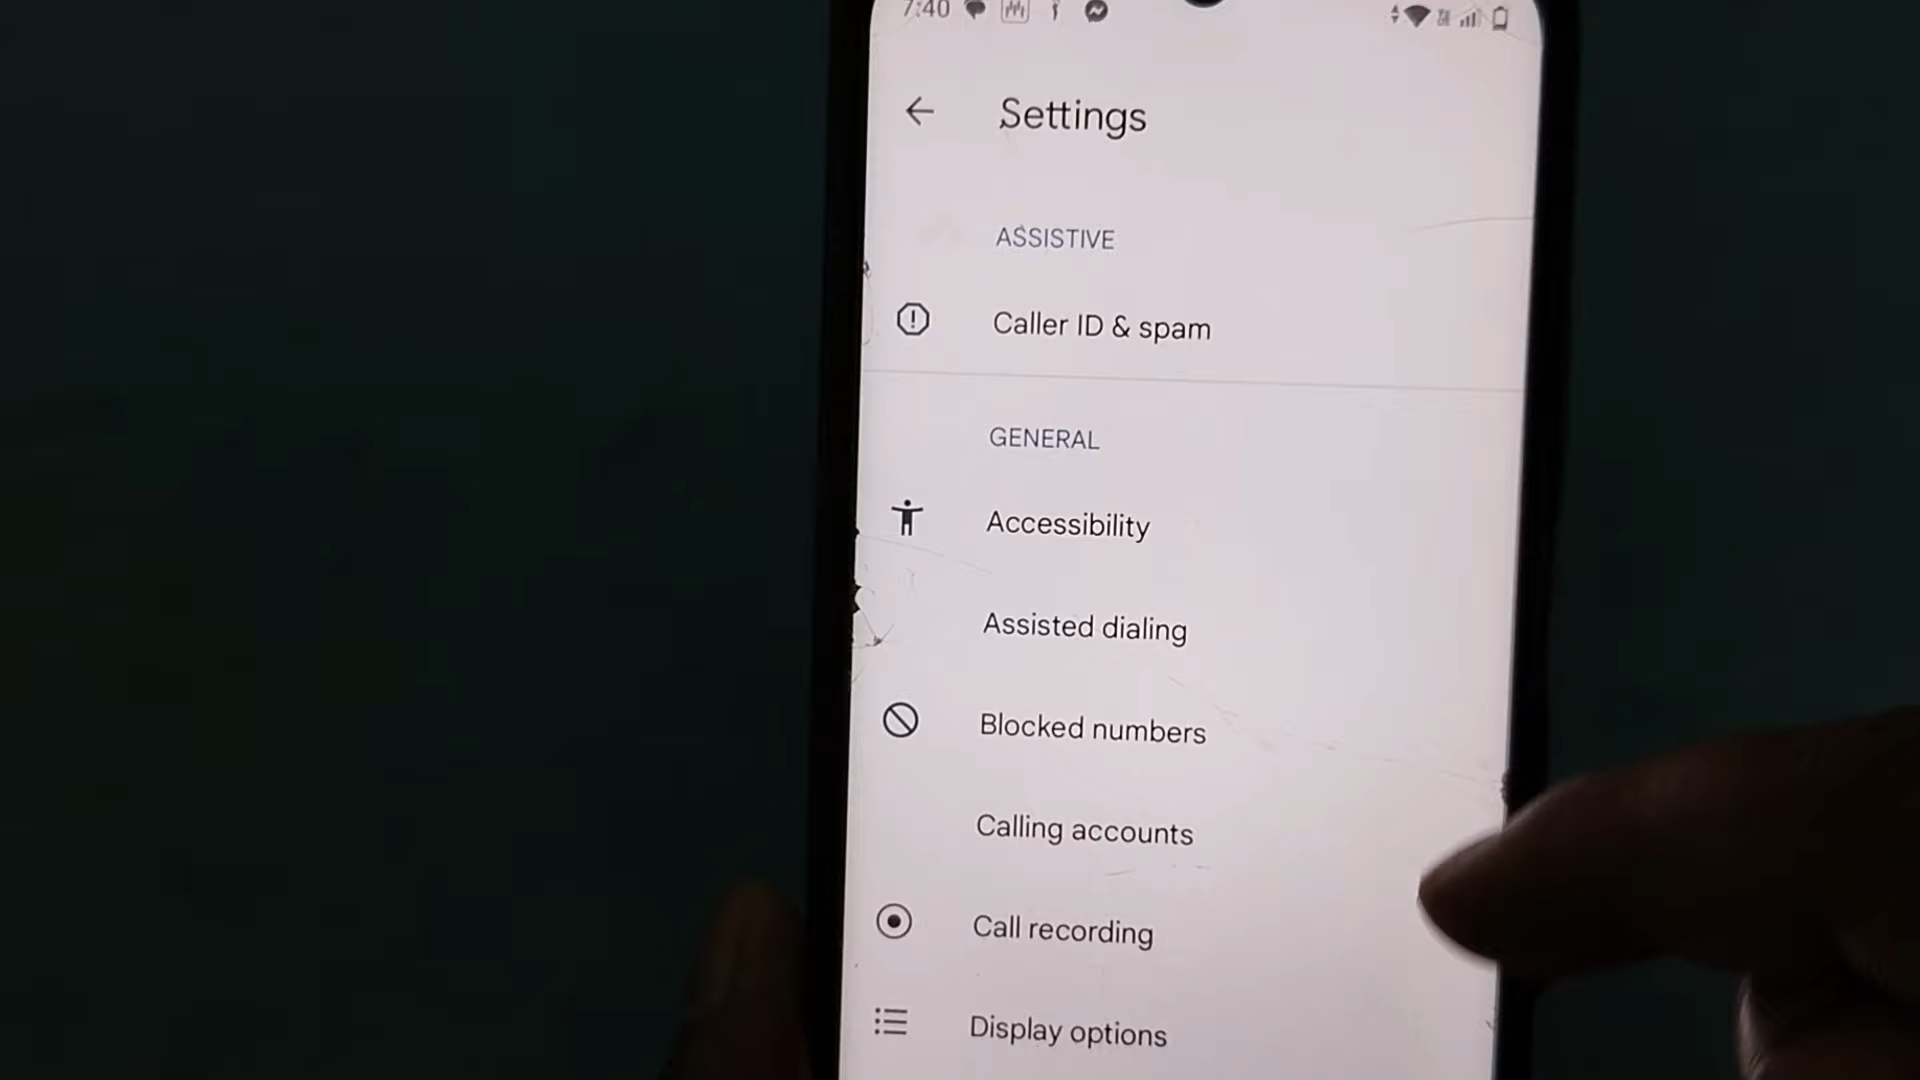 7:40
Settings
ASSISTIVE
Caller ID & spam
GENERAL
Accessibility
Assisted dialing
Blocked numbers
Calling accounts
Call recording
Display options